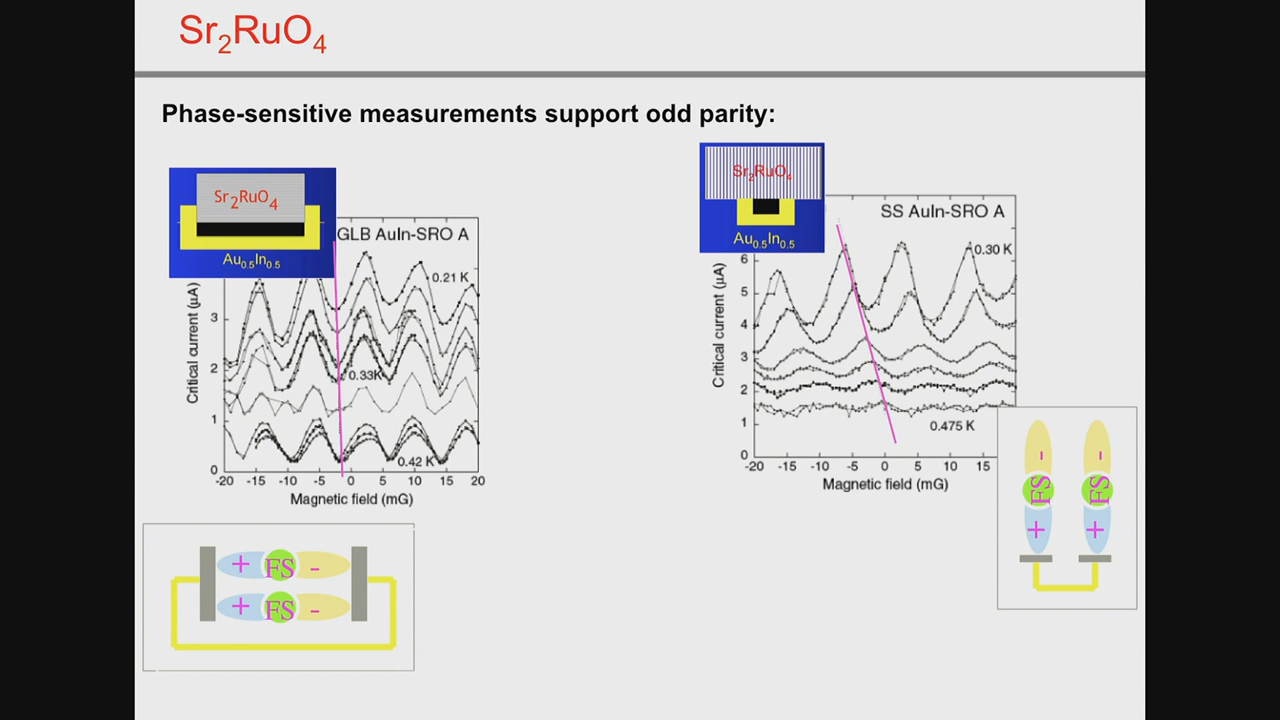 Sr2RuO4
Phase-sensitive measurements support odd parity:
Sr2RuO4
Au0.5In0.5
GLB AuIn-SRO A
0.21 K
0.33K
0.42 K
Critical current (µA)
3
2
1
0
-20 -15 -10 -5 0 5 10 15 20
Magnetic field (mG)
+ FS -
+ FS -
Sr2RuO4
Au0.5In0.5
SS AuIn-SRO A
0.30 K
0.475 K
Critical current (µA)
6
5
4
3
2
1
0
-20 -15 -10 -5 0 5 10 15
Magnetic field (mG)
- -
FS FS
+ +